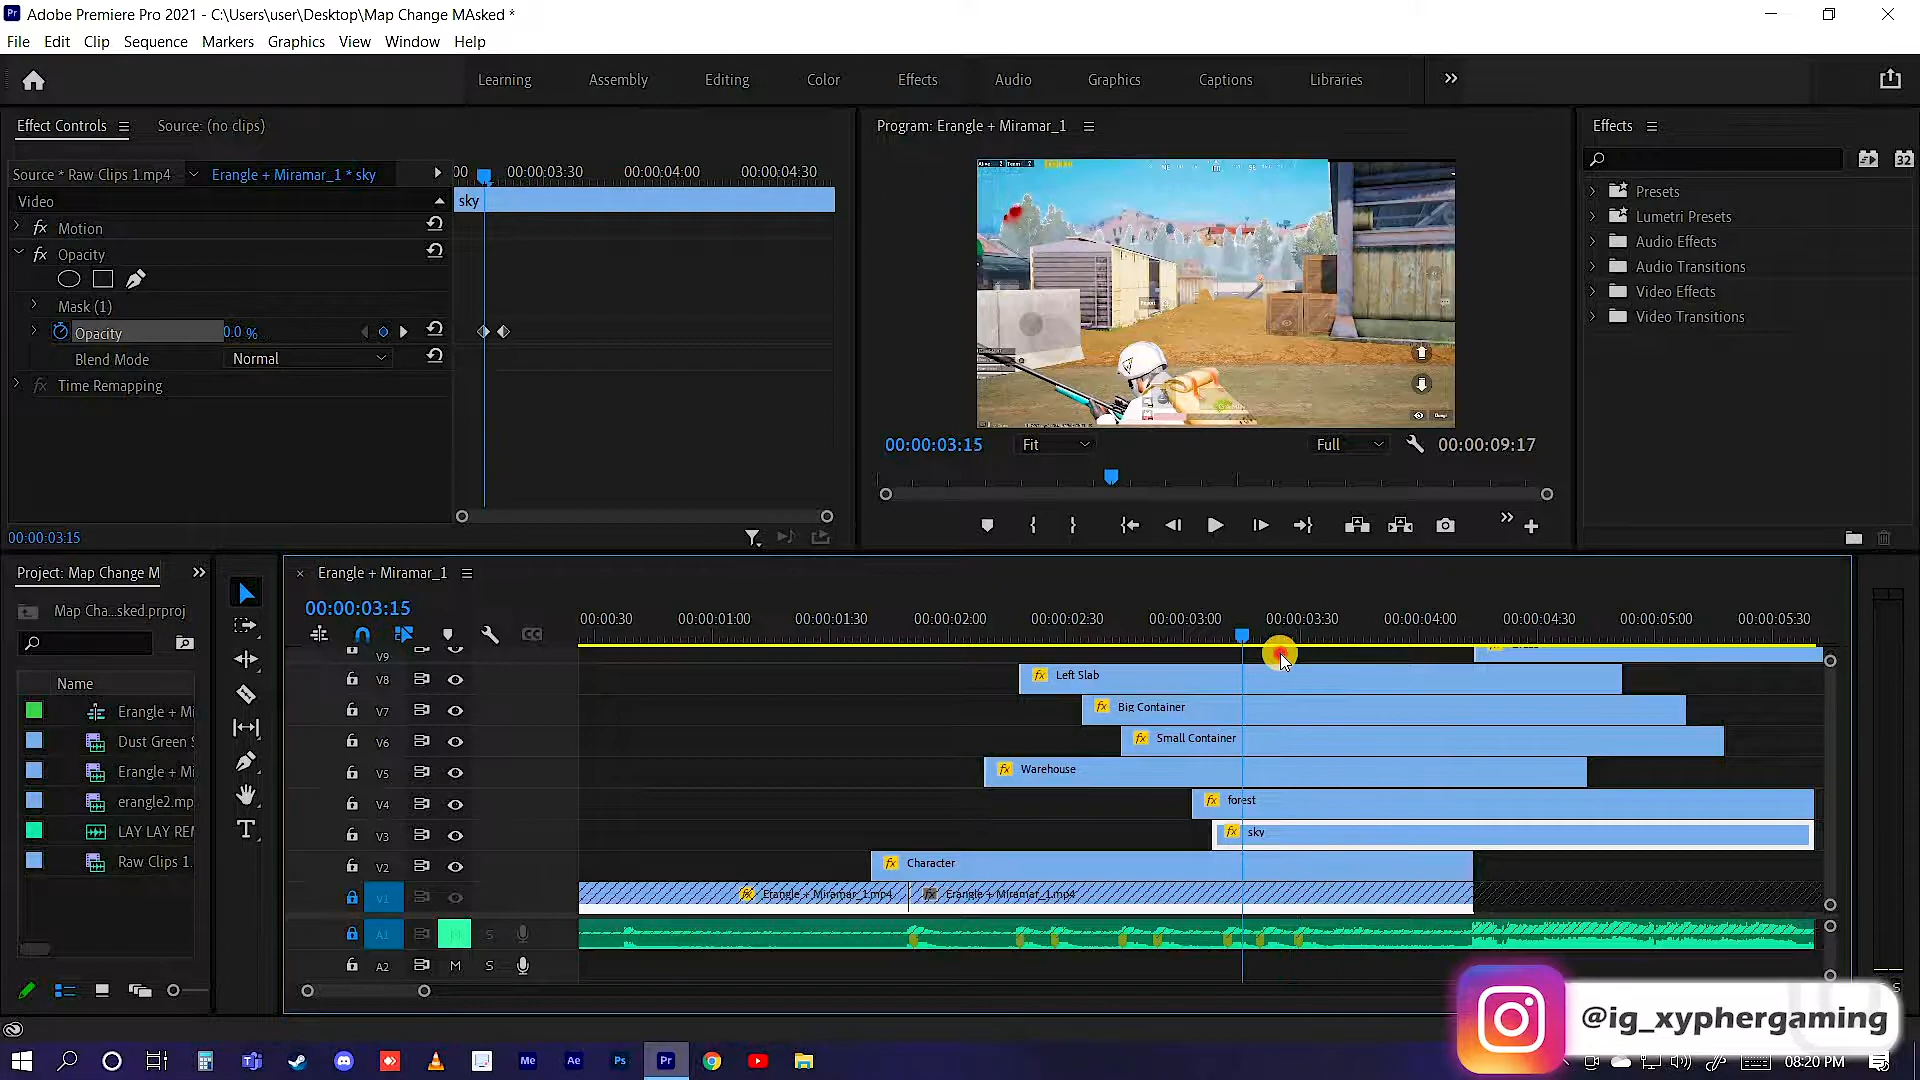 Adobe Premiere Pro 2021 - C:\Users\user\Desktop\Map Change MAsked *
File Edit Clip Sequence Markers Graphics View Window Help
Learning Assembly Editing Color Effects Audio Graphics Captions Libraries
Effect Controls Source: (no clips)
Source * Raw Clips 1.mp4 Erangle + Miramar_1 * sky
00 00:00:03:30 00:00:04:00 00:00:04:30
Video
sky
Motion
Opacity
Mask (1)
Opacity 0.0 %
Blend Mode Normal
Time Remapping
00:00:03:15
Program: Erangle + Miramar_1
00:00:03:15 Fit Full 00:00:09:17
Effects
32
Presets
Lumetri Presets
Audio Effects
Audio Transitions
Video Effects
Video Transitions
Project: Map Change M
Map Cha...sked.prproj
Name
Erangle + Mi
Dust Green S
Erangle + Mi
erangle2.mp
LAY LAY REM
Raw Clips 1.
Erangle + Miramar_1
00:00:03:15
00:00:30 00:00:01:00 00:00:01:30 00:00:02:00 00:00:02:30 00:00:03:00 00:00:03:30 00:00:04:00 00:00:04:30 00:00:05:00 00:00:05:30
V9
V8 Left Slab
V7 Big Container
V6 Small Container
V5 Warehouse
V4 forest
V3 sky
V2 Character
V1 Erangle + Miramar_1.mp4 Erangle + Miramar_1.mp4
A1 M S
A2 M S
@ig_xyphergaming
Me Ae Ps Pr
08:20 PM